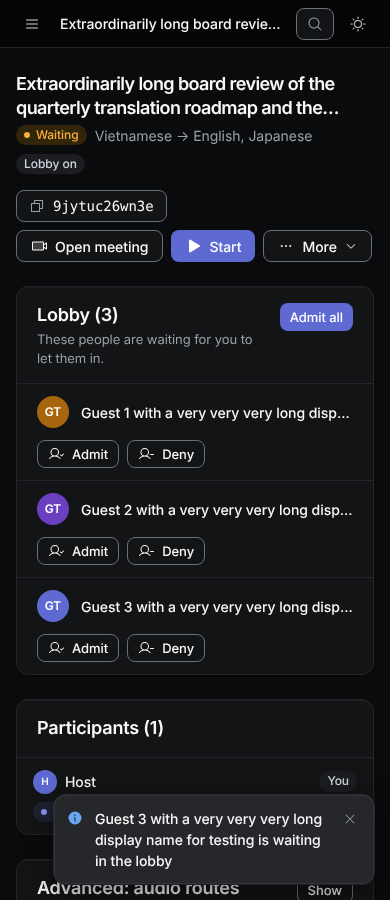 Extraordinarily long board revie...
Extraordinarily long board review of the
quarterly translation roadmap and the...
Waiting
Vietnamese → English, Japanese
Lobby on
9jytuc26wn3e
Open meeting
Start
More
Lobby (3)
Admit all
These people are waiting for you to
let them in.
GT
Guest 1 with a very very very long disp...
Admit
Deny
GT
Guest 2 with a very very very long disp...
Admit
Deny
GT
Guest 3 with a very very very long disp...
Admit
Deny
Participants (1)
H
Host
You
Guest 3 with a very very very long
display name for testing is waiting
in the lobby
Advanced: audio routes
Show